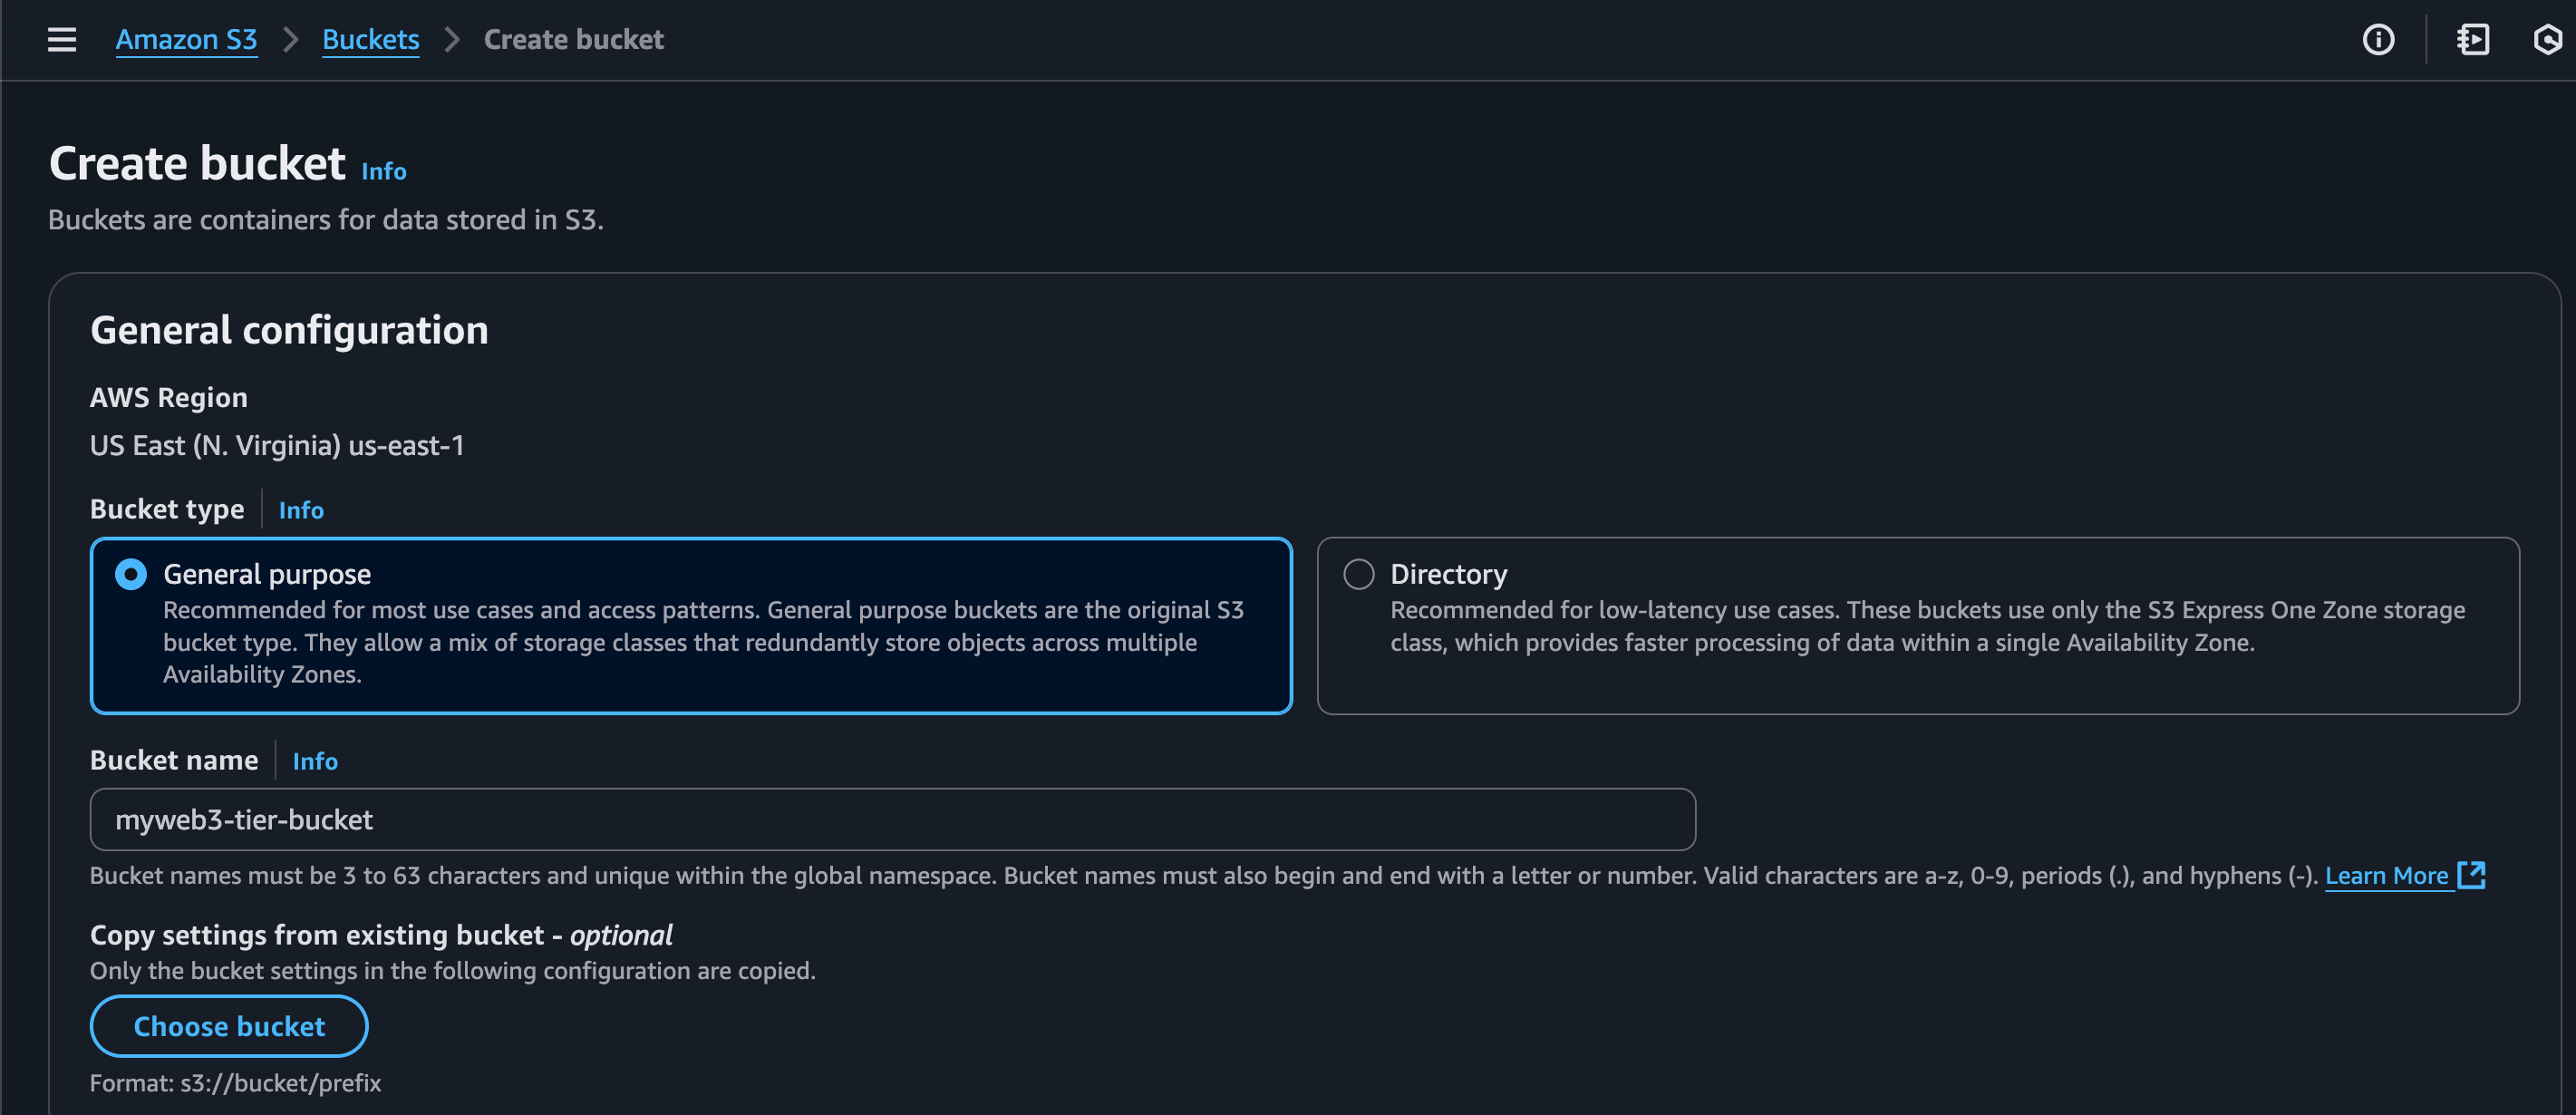 Amazon S3 > Buckets > Create bucket
Create bucket Info
Buckets are containers for data stored in S3.
General configuration
AWS Region
US East (N. Virginia) us-east-1
Bucket type Info
General purpose
Recommended for most use cases and access patterns. General purpose buckets are the original S3
bucket type. They allow a mix of storage classes that redundantly store objects across multiple
Availability Zones.
Directory
Recommended for low-latency use cases. These buckets use only the S3 Express One Zone storage
class, which provides faster processing of data within a single Availability Zone.
Bucket name Info
myweb3-tier-bucket
Bucket names must be 3 to 63 characters and unique within the global namespace. Bucket names must also begin and end with a letter or number. Valid characters are a-z, 0-9, periods (.), and hyphens (-). Learn More
Copy settings from existing bucket - optional
Only the bucket settings in the following configuration are copied.
Choose bucket
Format: s3://bucket/prefix